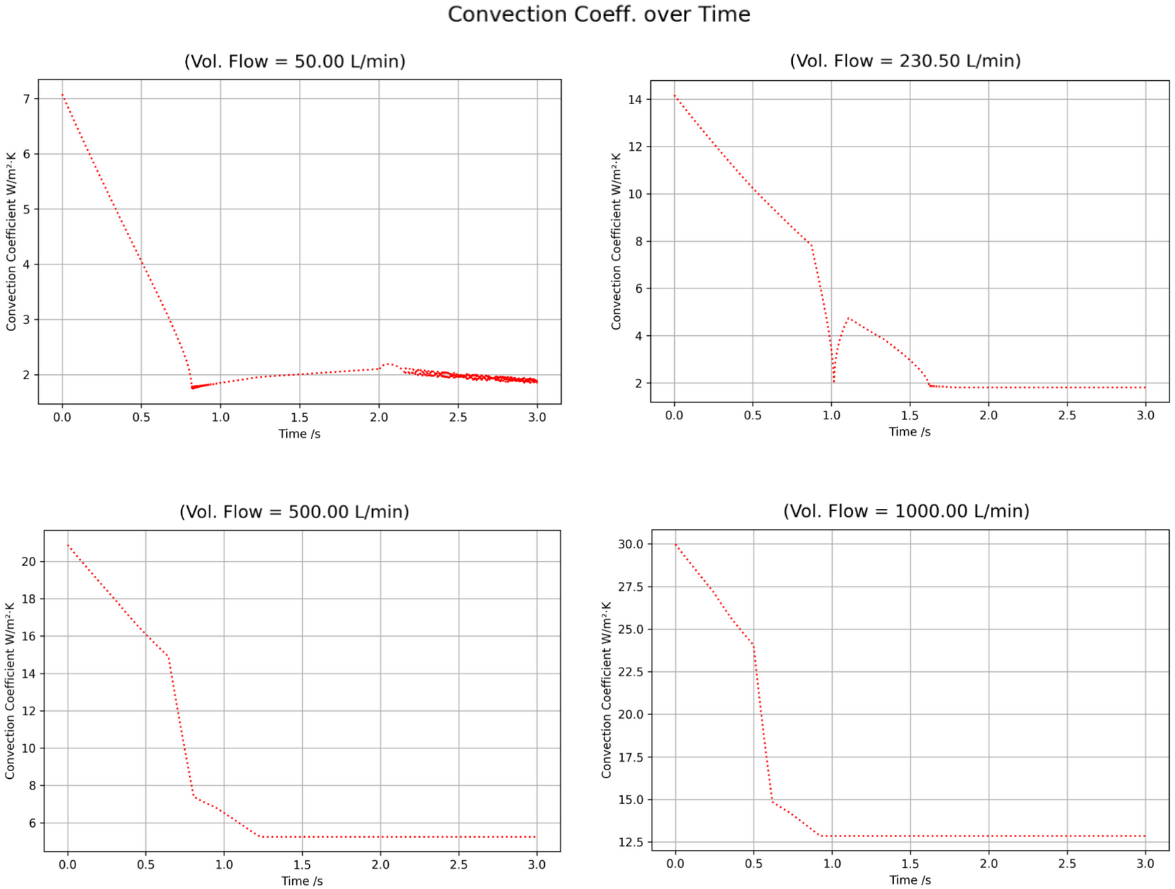 Convection Coeff. over Time
(Vol. Flow = 50.00 L/min)
Convection Coefficient W/m²·K
7
6
5
4
3
2
0.0 0.5 1.0 1.5 2.0 2.5 3.0
Time /s
(Vol. Flow = 230.50 L/min)
Convection Coefficient W/m²·K
14
12
10
8
6
4
2
0.0 0.5 1.0 1.5 2.0 2.5 3.0
Time /s
(Vol. Flow = 500.00 L/min)
Convection Coefficient W/m²·K
20
18
16
14
12
10
8
6
0.0 0.5 1.0 1.5 2.0 2.5 3.0
Time /s
(Vol. Flow = 1000.00 L/min)
Convection Coefficient W/m²·K
30.0
27.5
25.0
22.5
20.0
17.5
15.0
12.5
0.0 0.5 1.0 1.5 2.0 2.5 3.0
Time /s